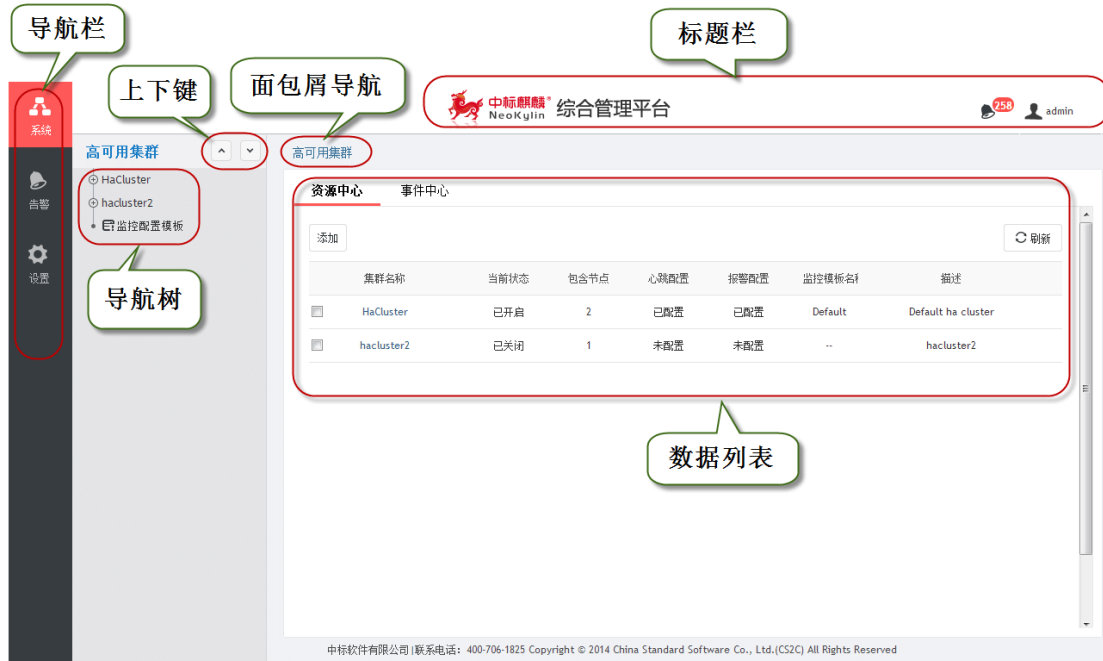 导航栏
标题栏
上下键
面包屑导航
系统
中标麒麟
NeoKylin
综合管理平台
258
admin
高可用集群
高可用集群
HaCluster
hacluster2
监控配置模板
告警
设置
导航树
资源中心 事件中心
添加 刷新
集群名称 当前状态 包含节点 心跳配置 报警配置 监控模板名称 描述
HaCluster 已开启 2 已配置 已配置 Default Default ha cluster
hacluster2 已关闭 1 未配置 未配置 -- hacluster2
数据列表
中标软件有限公司|联系电话：400-706-1825 Copyright © 2014 China Standard Software Co., Ltd.(CS2C) All Rights Reserved